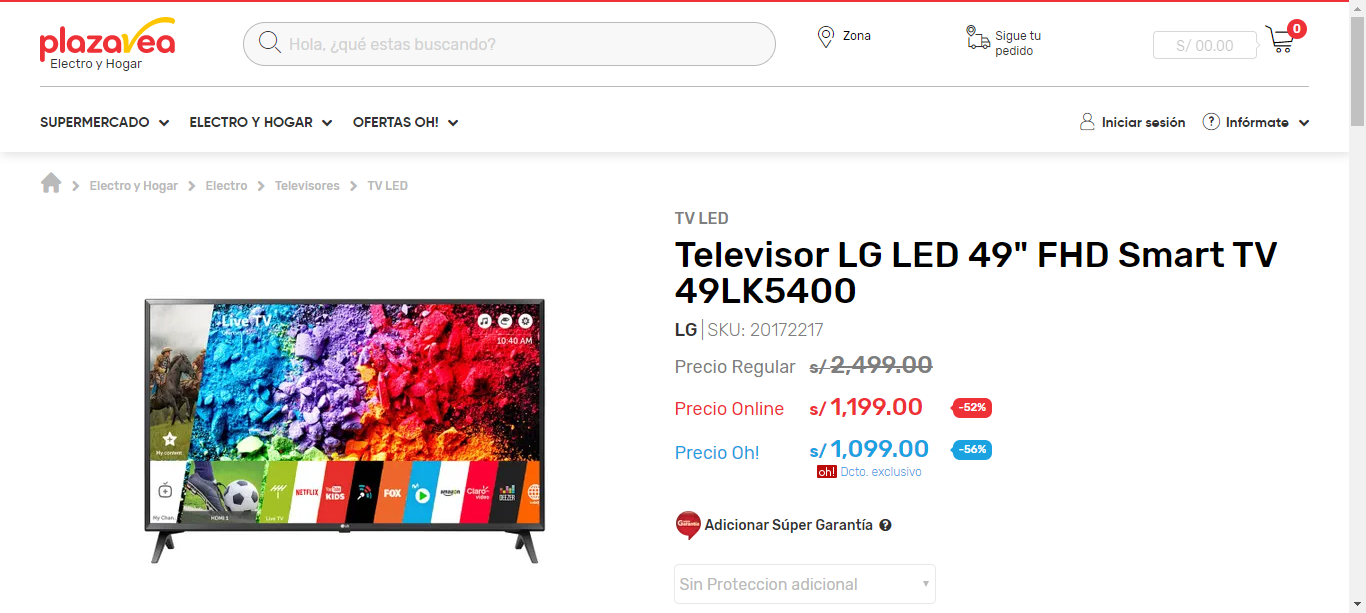 plazavea
Electro y Hogar
Hola, ¿qué estas buscando?
Zona
Sigue tu
pedido
S/ 00.00
0
SUPERMERCADO
ELECTRO Y HOGAR
OFERTAS OH!
Iniciar sesión
? Infórmate
Electro y Hogar
Electro
Televisores
TV LED
TV LED
Televisor LG LED 49" FHD Smart TV
49LK5400
LG | SKU: 20172217
Precio Regular s/ 2,499.00
Precio Online s/ 1,199.00 -52%
Precio Oh! s/ 1,099.00 -56%
oh! Dcto. exclusivo
Garantía Adicionar Súper Garantía ?
Sin Proteccion adicional
Live TV
10:40 AM
My content
My Chan
HDMI 1
Live TV
NETFLIX
YouTube
KIDS
FOX
amazon
Claro
video
DEEZER
LG